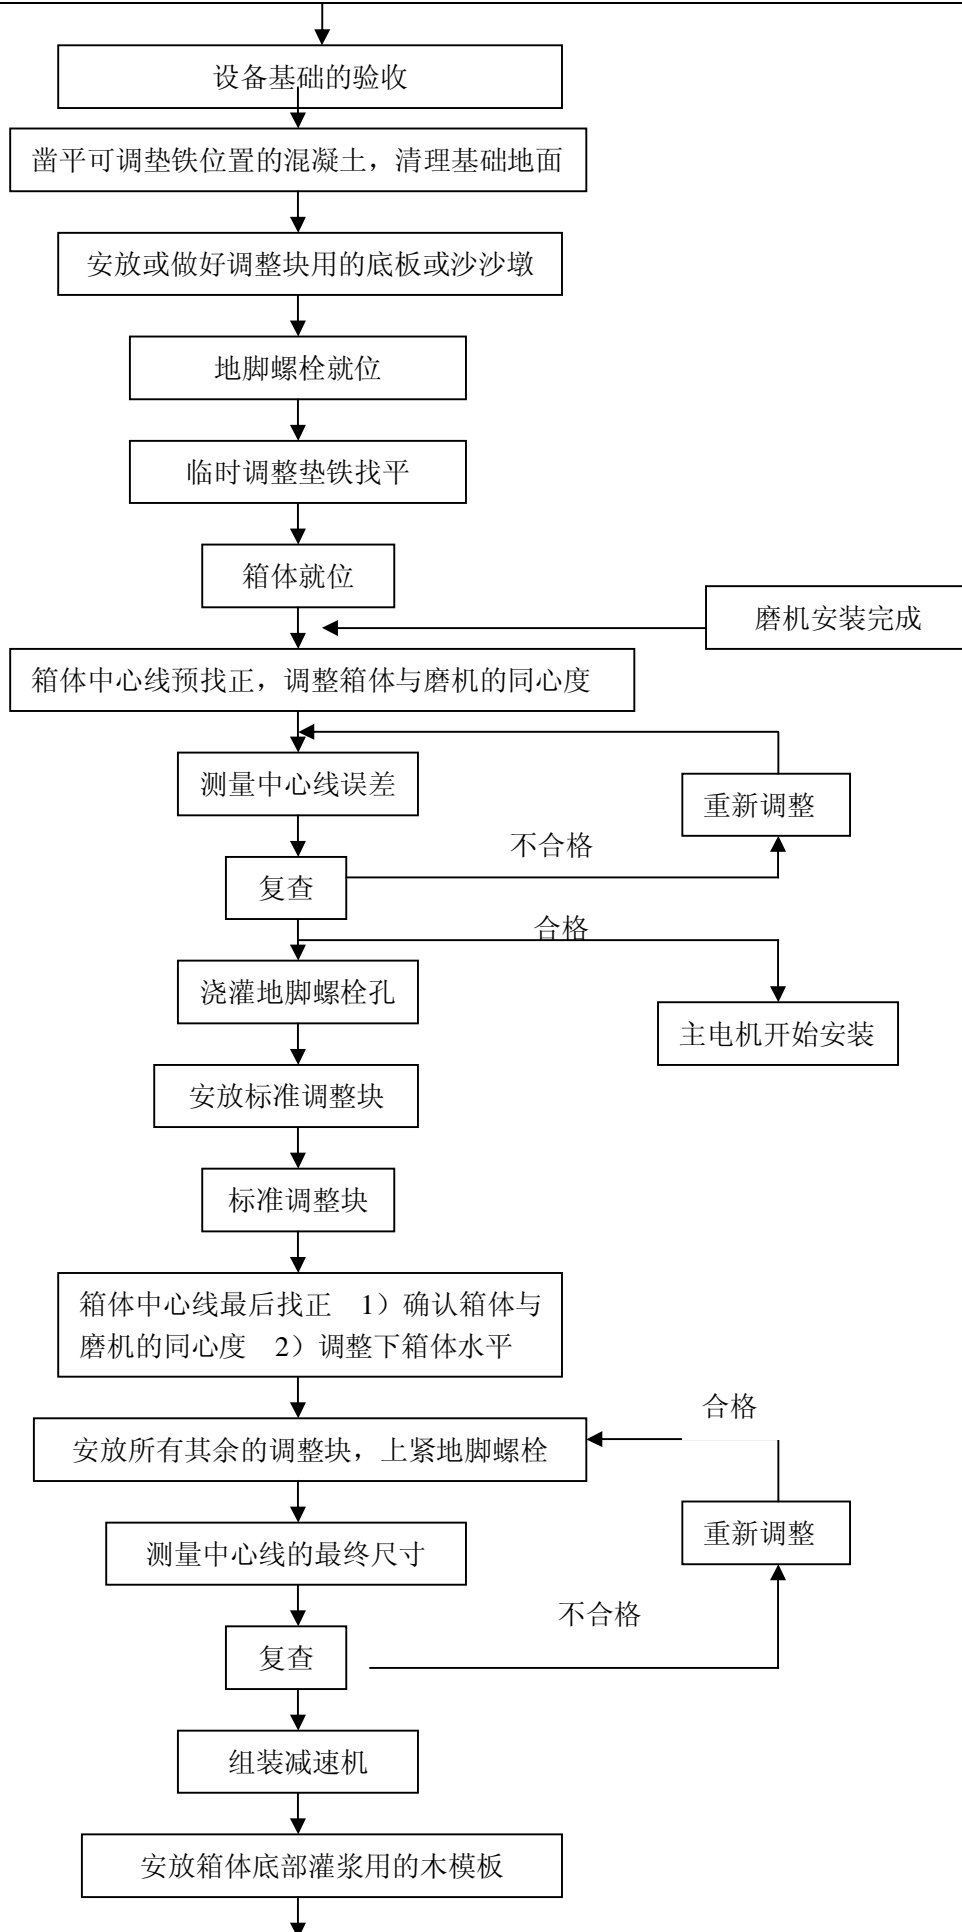 设备基础的验收
凿平可调垫铁位置的混凝土，清理基础地面
安放或做好调整块用的底板或沙沙墩
地脚螺栓就位
临时调整垫铁找平
箱体就位
磨机安装完成
箱体中心线预找正，调整箱体与磨机的同心度
测量中心线误差
重新调整
不合格
复查
合格
浇灌地脚螺栓孔
主电机开始安装
安放标准调整块
标准调整块
箱体中心线最后找正 1）确认箱体与
磨机的同心度 2）调整下箱体水平
合格
安放所有其余的调整块，上紧地脚螺栓
重新调整
测量中心线的最终尺寸
不合格
复查
组装减速机
安放箱体底部灌浆用的木模板